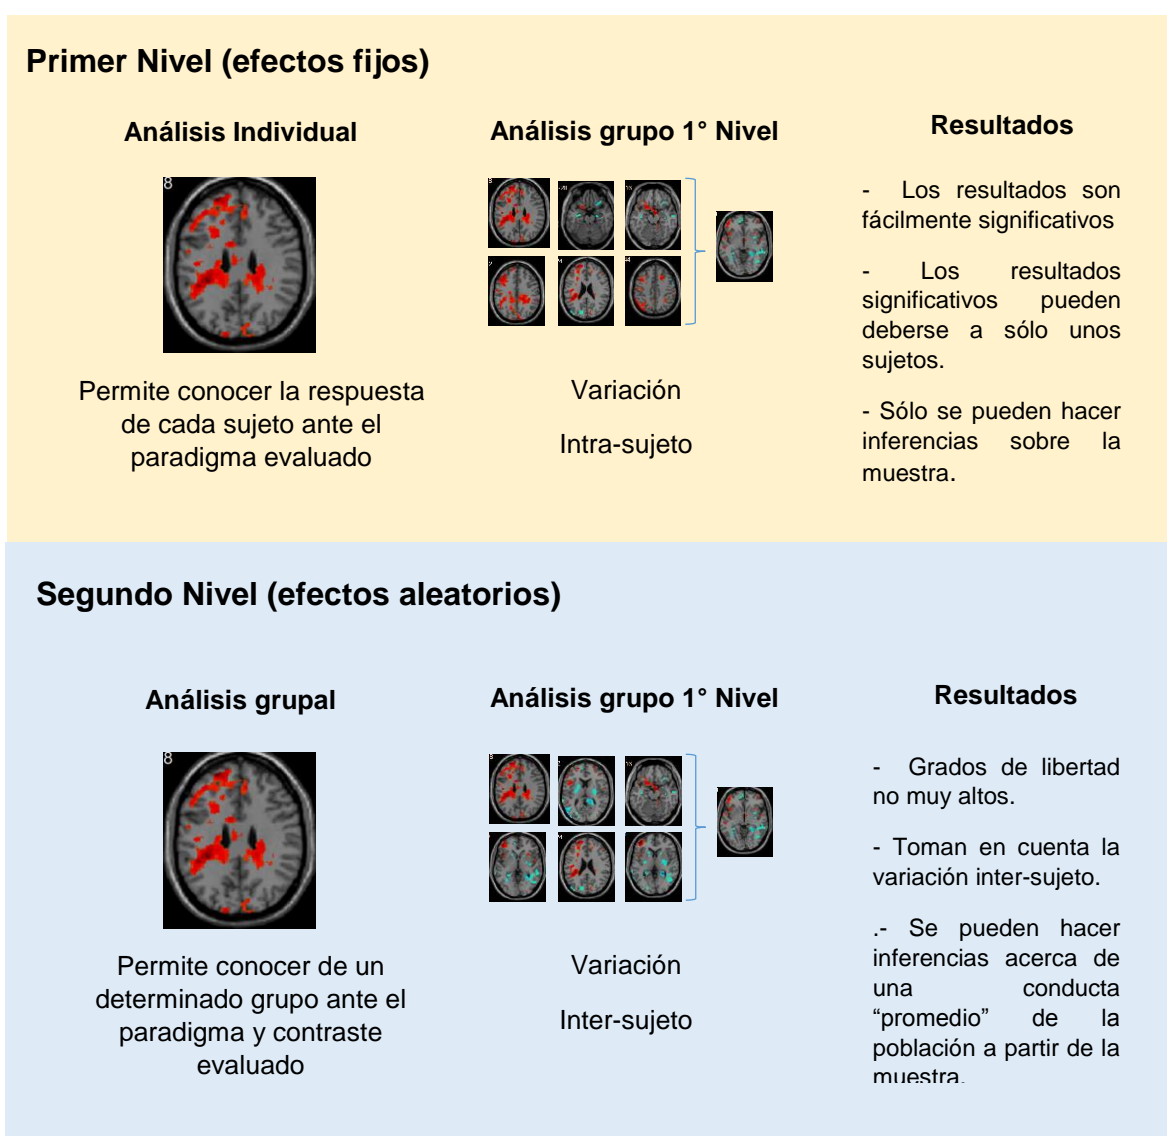 Primer Nivel (efectos fijos)
Análisis Individual
8
Permite conocer la respuesta
de cada sujeto ante el
paradigma evaluado
Análisis grupo 1° Nivel
Variación
Intra-sujeto
Resultados
- Los resultados son
fácilmente significativos
- Los resultados
significativos pueden
deberse a sólo unos
sujetos.
- Sólo se pueden hacer
inferencias sobre la
muestra.
Segundo Nivel (efectos aleatorios)
Análisis grupal
8
Permite conocer de un
determinado grupo ante el
paradigma y contraste
evaluado
Análisis grupo 1° Nivel
Variación
Inter-sujeto
Resultados
- Grados de libertad
no muy altos.
- Toman en cuenta la
variación inter-sujeto.
.- Se pueden hacer
inferencias acerca de
una conducta
“promedio” de la
población a partir de la
muestra.